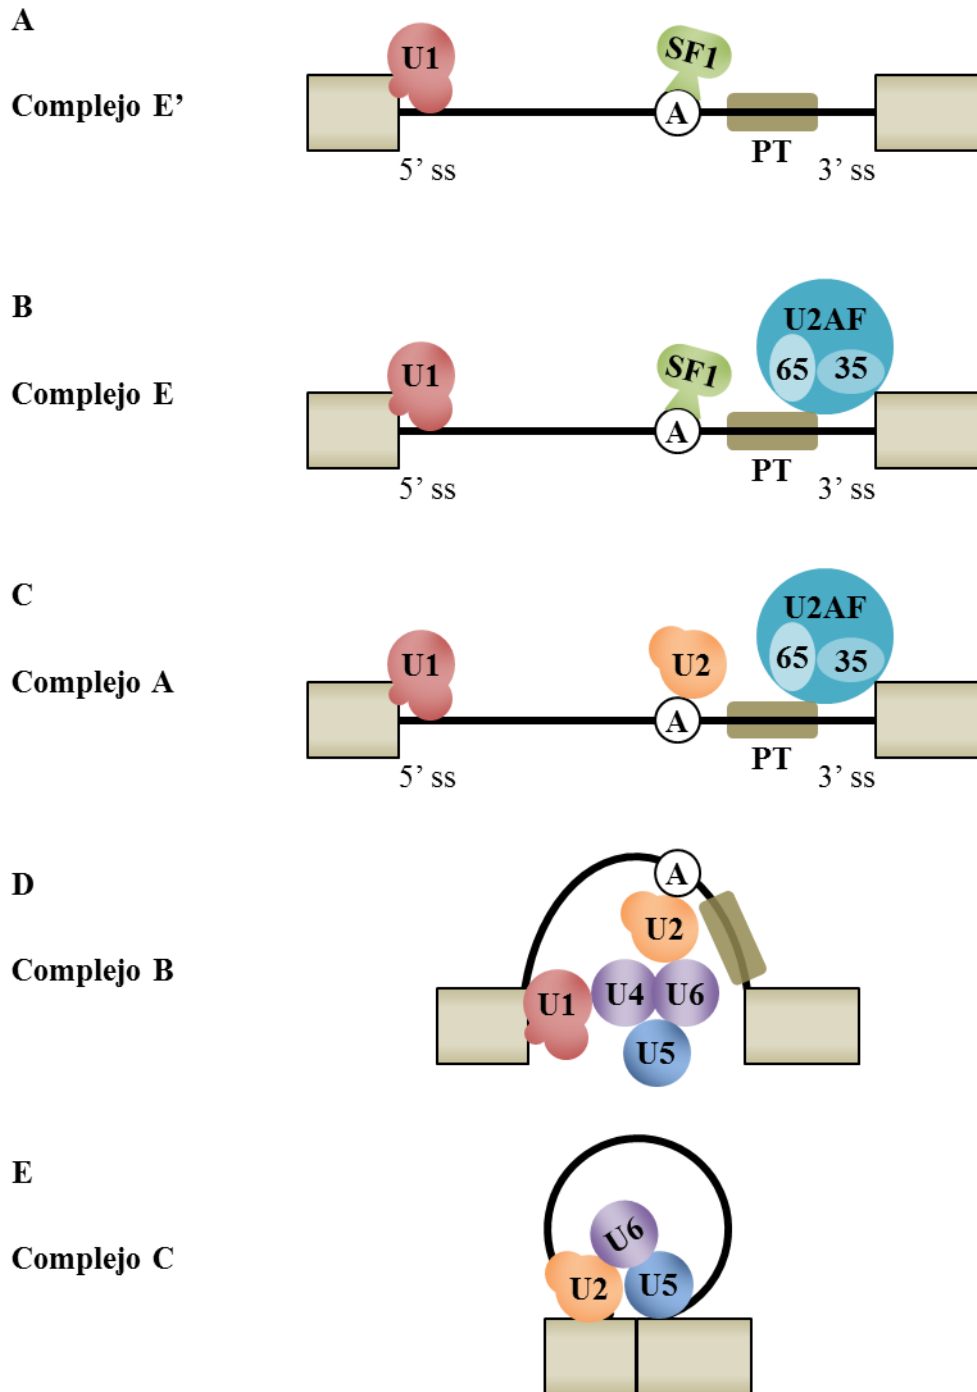 A
Complejo E’
U1
SF1
A
PT
5’ ss
3’ ss
B
Complejo E
U1
SF1
A
U2AF
65
35
PT
5’ ss
3’ ss
C
Complejo A
U1
U2
A
U2AF
65
35
PT
5’ ss
3’ ss
D
Complejo B
A
U2
U1
U4
U6
U5
E
Complejo C
U6
U2
U5